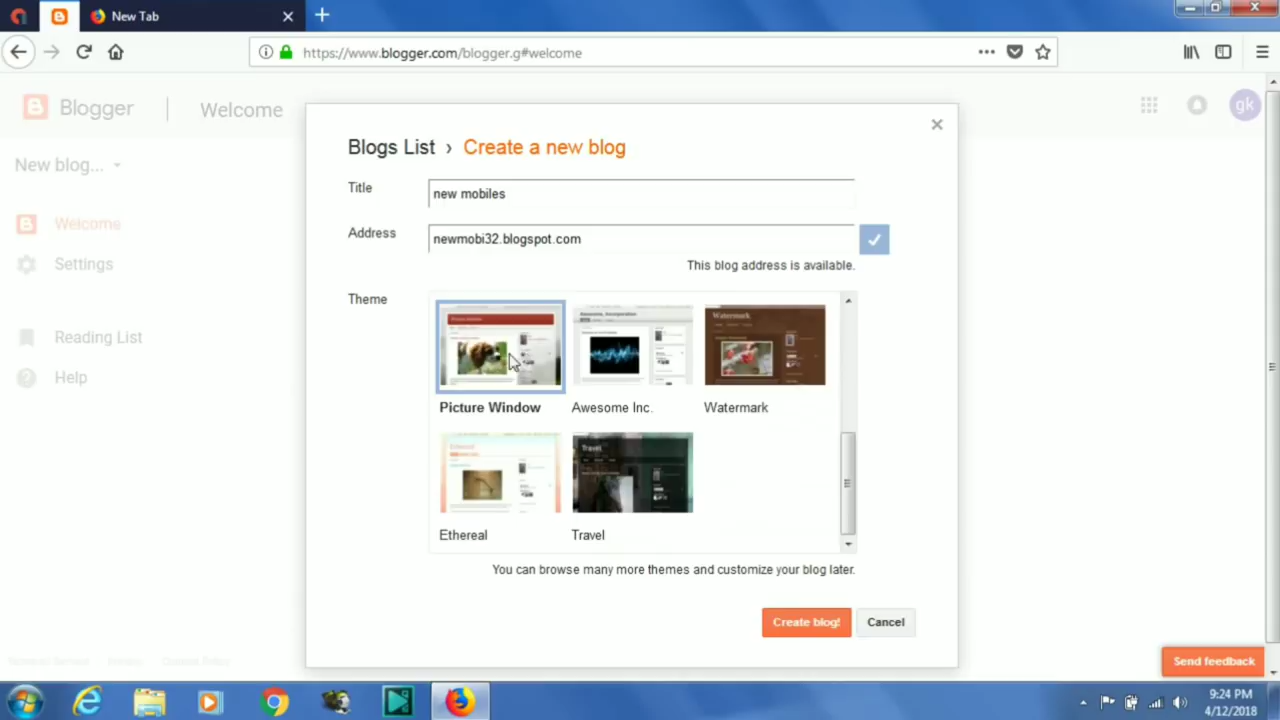 New Tab
https://www.blogger.com/blogger.g#welcome
Blogger
Welcome
gk
New blog...
Welcome
Settings
Reading List
Help
Blogs List › Create a new blog
Title
new mobiles
Address
newmobi32.blogspot.com
This blog address is available.
Theme
Picture Window
Awesome Inc.
Watermark
Watermark
Ethereal
Travel
Travel
You can browse many more themes and customize your blog later.
Create blog!
Cancel
Send feedback
9:24 PM
4/12/2018